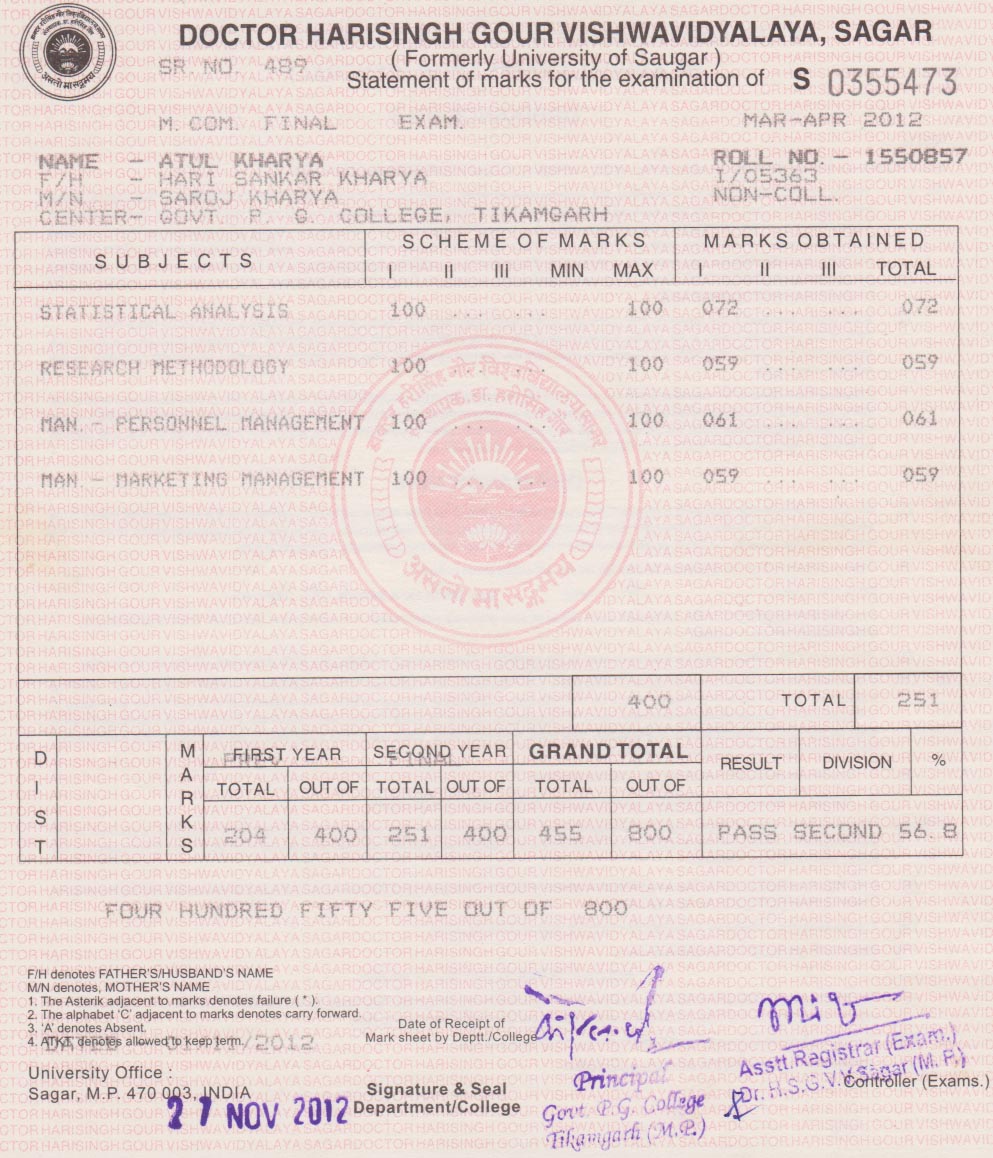 DOCTOR HARISINGH GOUR VISHWAVIDYALAYA, SAGAR
( Formerly University of Saugar )
SR NO 489
Statement of marks for the examination of S 0355473
M. COM. FINAL EXAM. MAR-APR 2012
NAME - ATUL KHARYA ROLL NO. - 1550857
F/H - HARI SANKAR KHARYA I/05363
M/N - SAROJ KHARYA NON-COLL.
CENTER- GOVT P. G. COLLEGE, TIKAMGARH
SUBJECTS SCHEME OF MARKS MARKS OBTAINED
I II III MIN MAX I II III TOTAL
STATISTICAL ANALYSIS 100 ... ... 100 072 ... ... 072
RESEARCH METHODOLOGY 100 ... ... 100 059 ... ... 059
MAN. - PERSONNEL MANAGEMENT 100 ... ... 100 061 ... ... 061
MAN. - MARKETING MANAGEMENT 100 ... ... 100 059 ... ... 059
असतो मा सद्गमय
400 TOTAL 251
DIST MARKS FIRST YEAR SECOND YEAR GRAND TOTAL RESULT DIVISION %
PREV FINAL
TOTAL OUT OF TOTAL OUT OF TOTAL OUT OF
204 400 251 400 455 800 PASS SECOND 56.8
FOUR HUNDRED FIFTY FIVE OUT OF 800
F/H denotes FATHER'S/HUSBAND'S NAME
M/N denotes, MOTHER'S NAME
1. The Asterik adjacent to marks denotes failure ( * ).
2. The alphabet 'C' adjacent to marks denotes carry forward.
3. 'A' denotes Absent.
4. ATKT, denotes allowed to keep term.
DATED - 01/11/2012
Date of Receipt of
Mark sheet by Deptt./College
University Office :
Sagar, M.P. 470 003, INDIA
27 NOV 2012
Signature & Seal
Department/College
Principal
Govt. P.G. College
Tikamgarh (M.P.)
Asstt.Registrar (Exam.)
Dr. H.S.G.V.V.Sagar (M.P.)
Controller (Exams.)